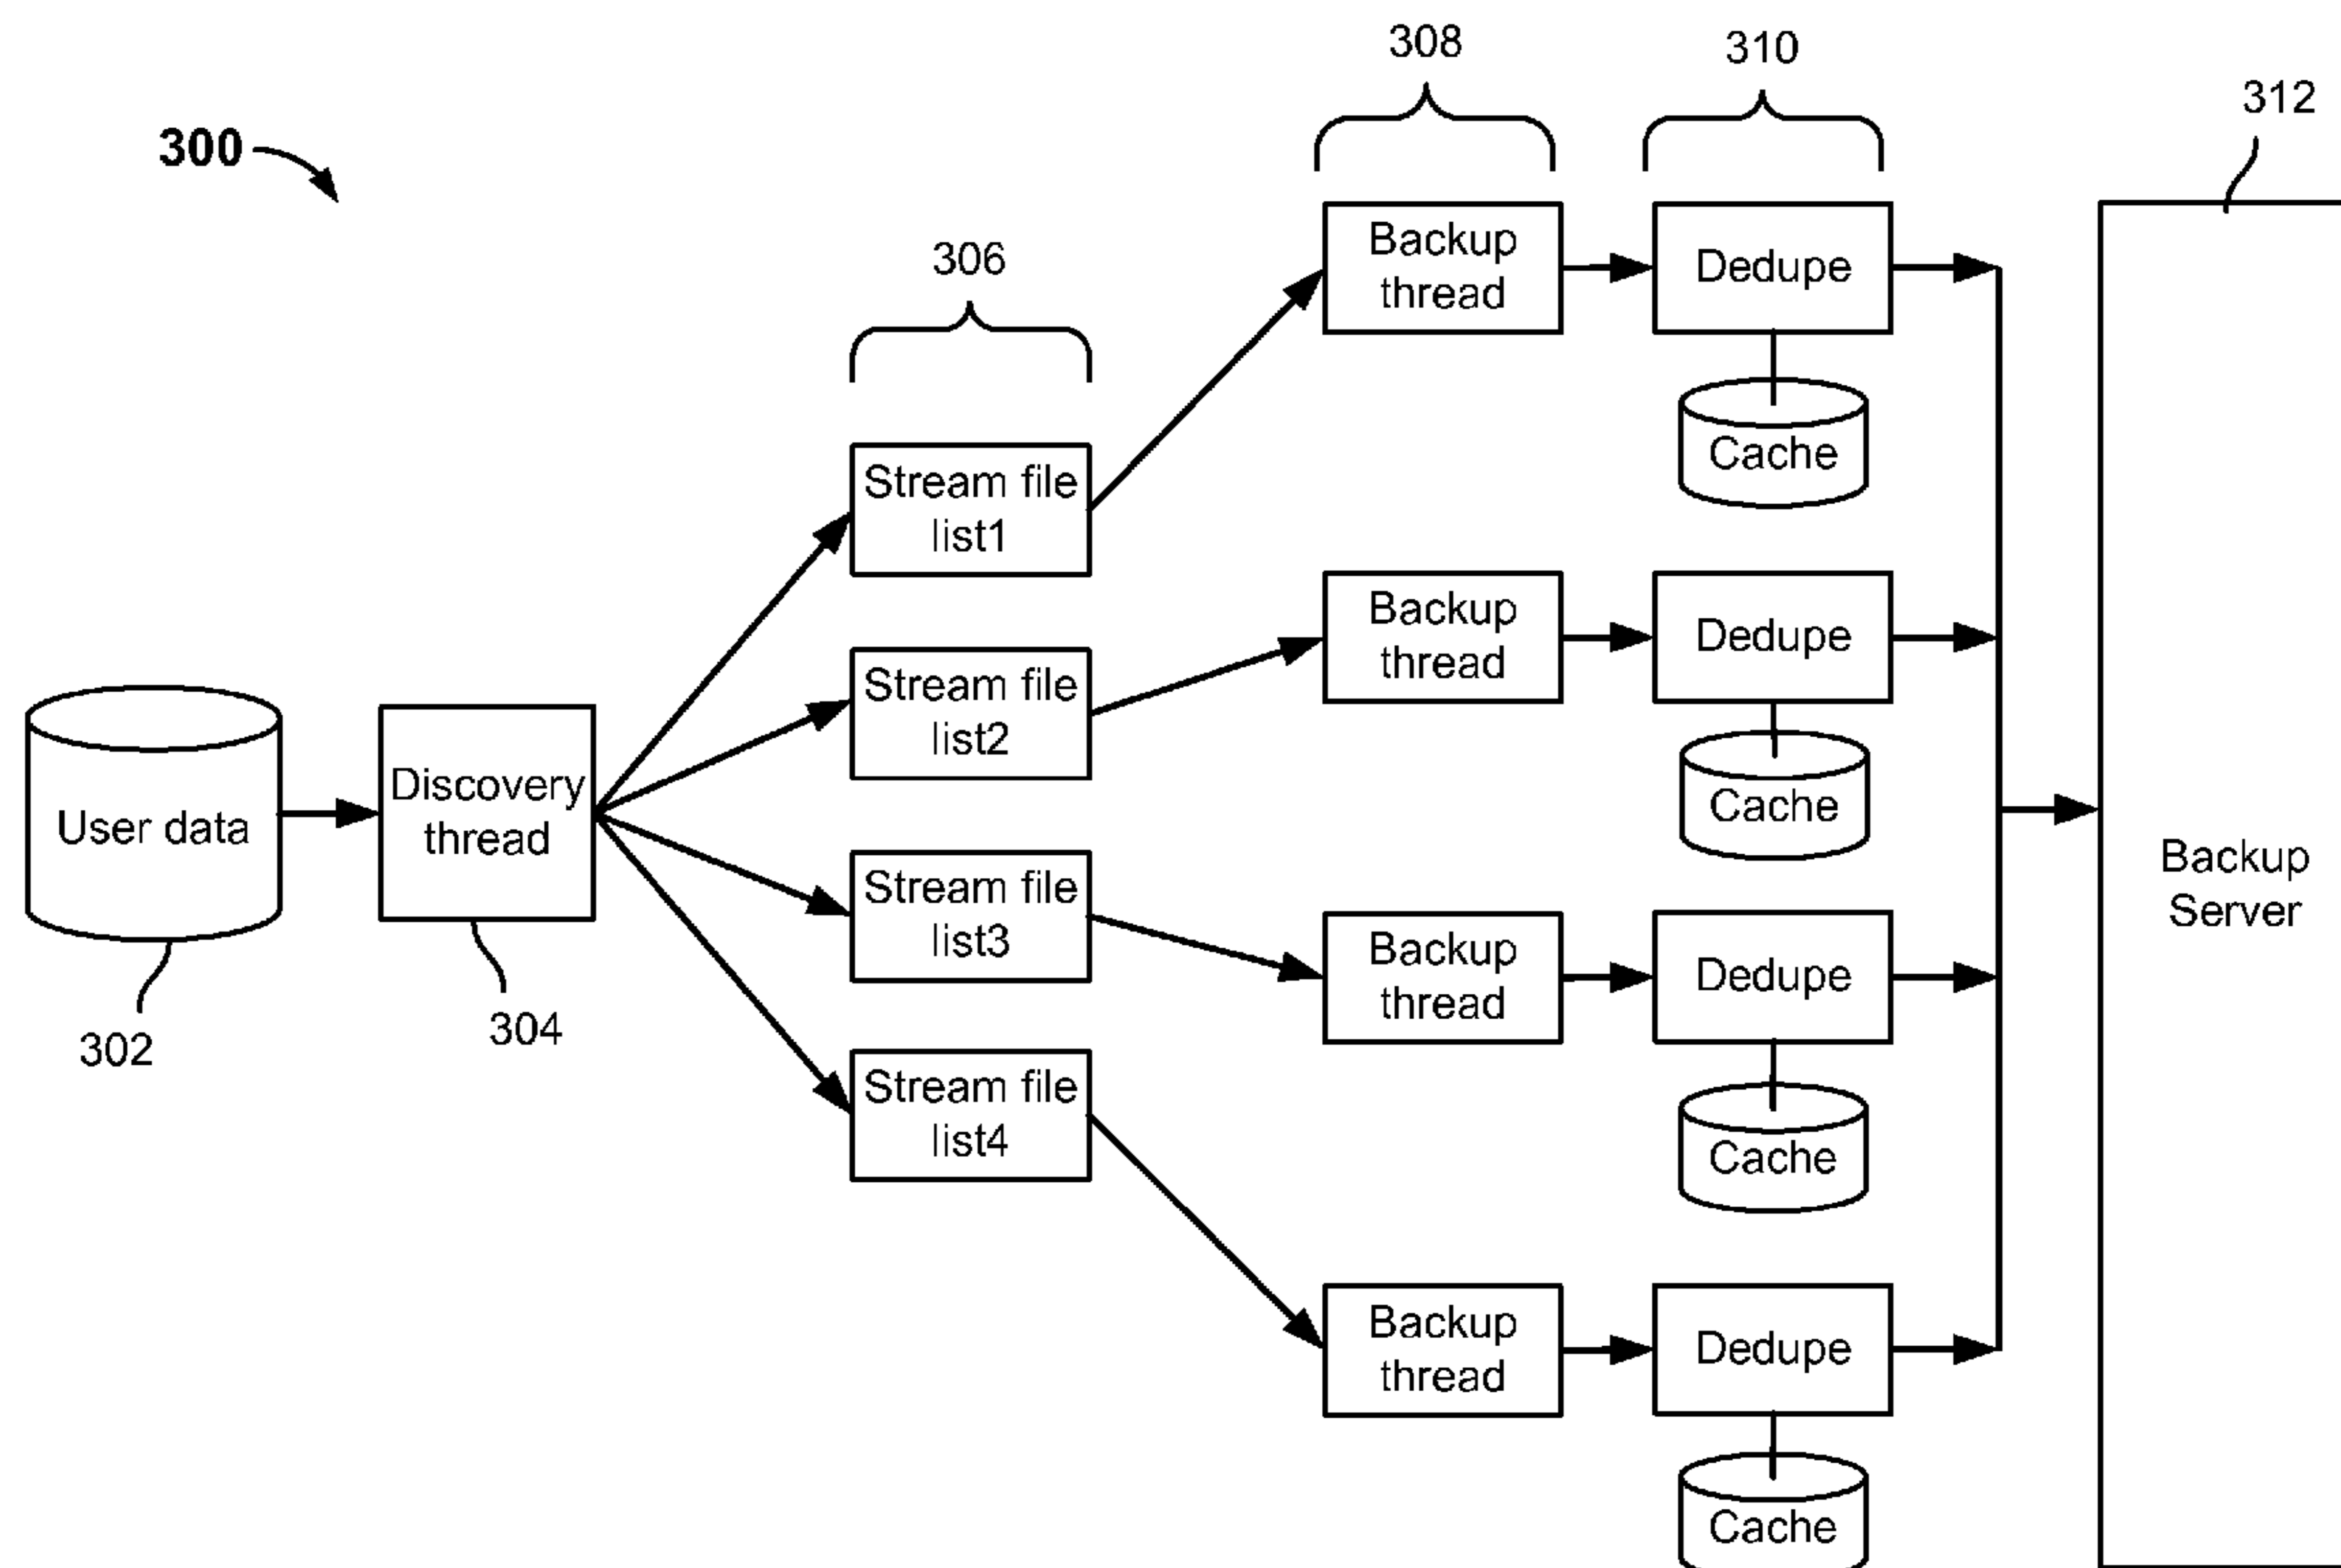 308
310
312
300
306
Backup
thread
Dedupe
Cache
Stream file
list1
Backup
thread
Dedupe
Cache
Stream file
list2
User data
Discovery
thread
Stream file
list3
Backup
thread
Dedupe
Cache
Backup
Server
302
304
Stream file
list4
Backup
thread
Dedupe
Cache